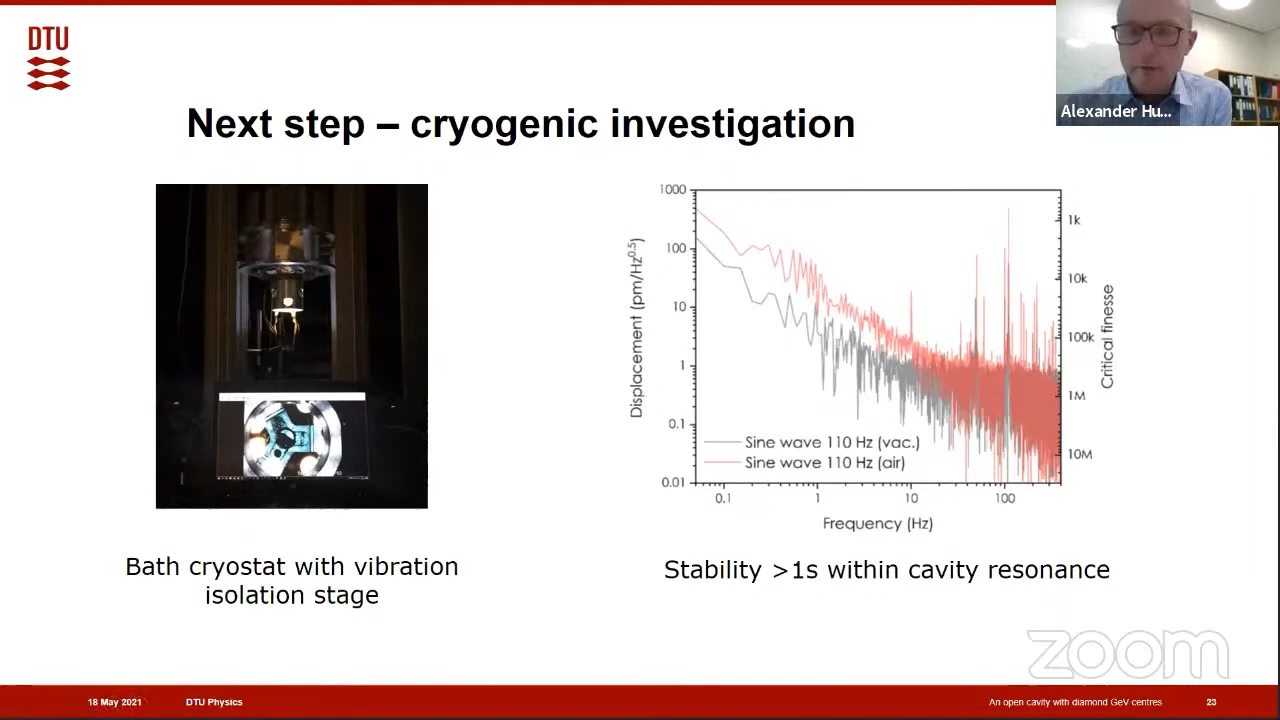 DTU
Alexander Hu...
Next step – cryogenic investigation
Displacement (pm/Hz^0.5)
1000
100
10
1
0.1
0.01
Sine wave 110 Hz (vac.)
Sine wave 110 Hz (air)
0.1
1
10
100
Frequency (Hz)
1k
10k
100k
1M
10M
Critical finesse
Bath cryostat with vibration
isolation stage
Stability >1s within cavity resonance
zoom
18 May 2021
DTU Physics
An open cavity with diamond GeV centres
23